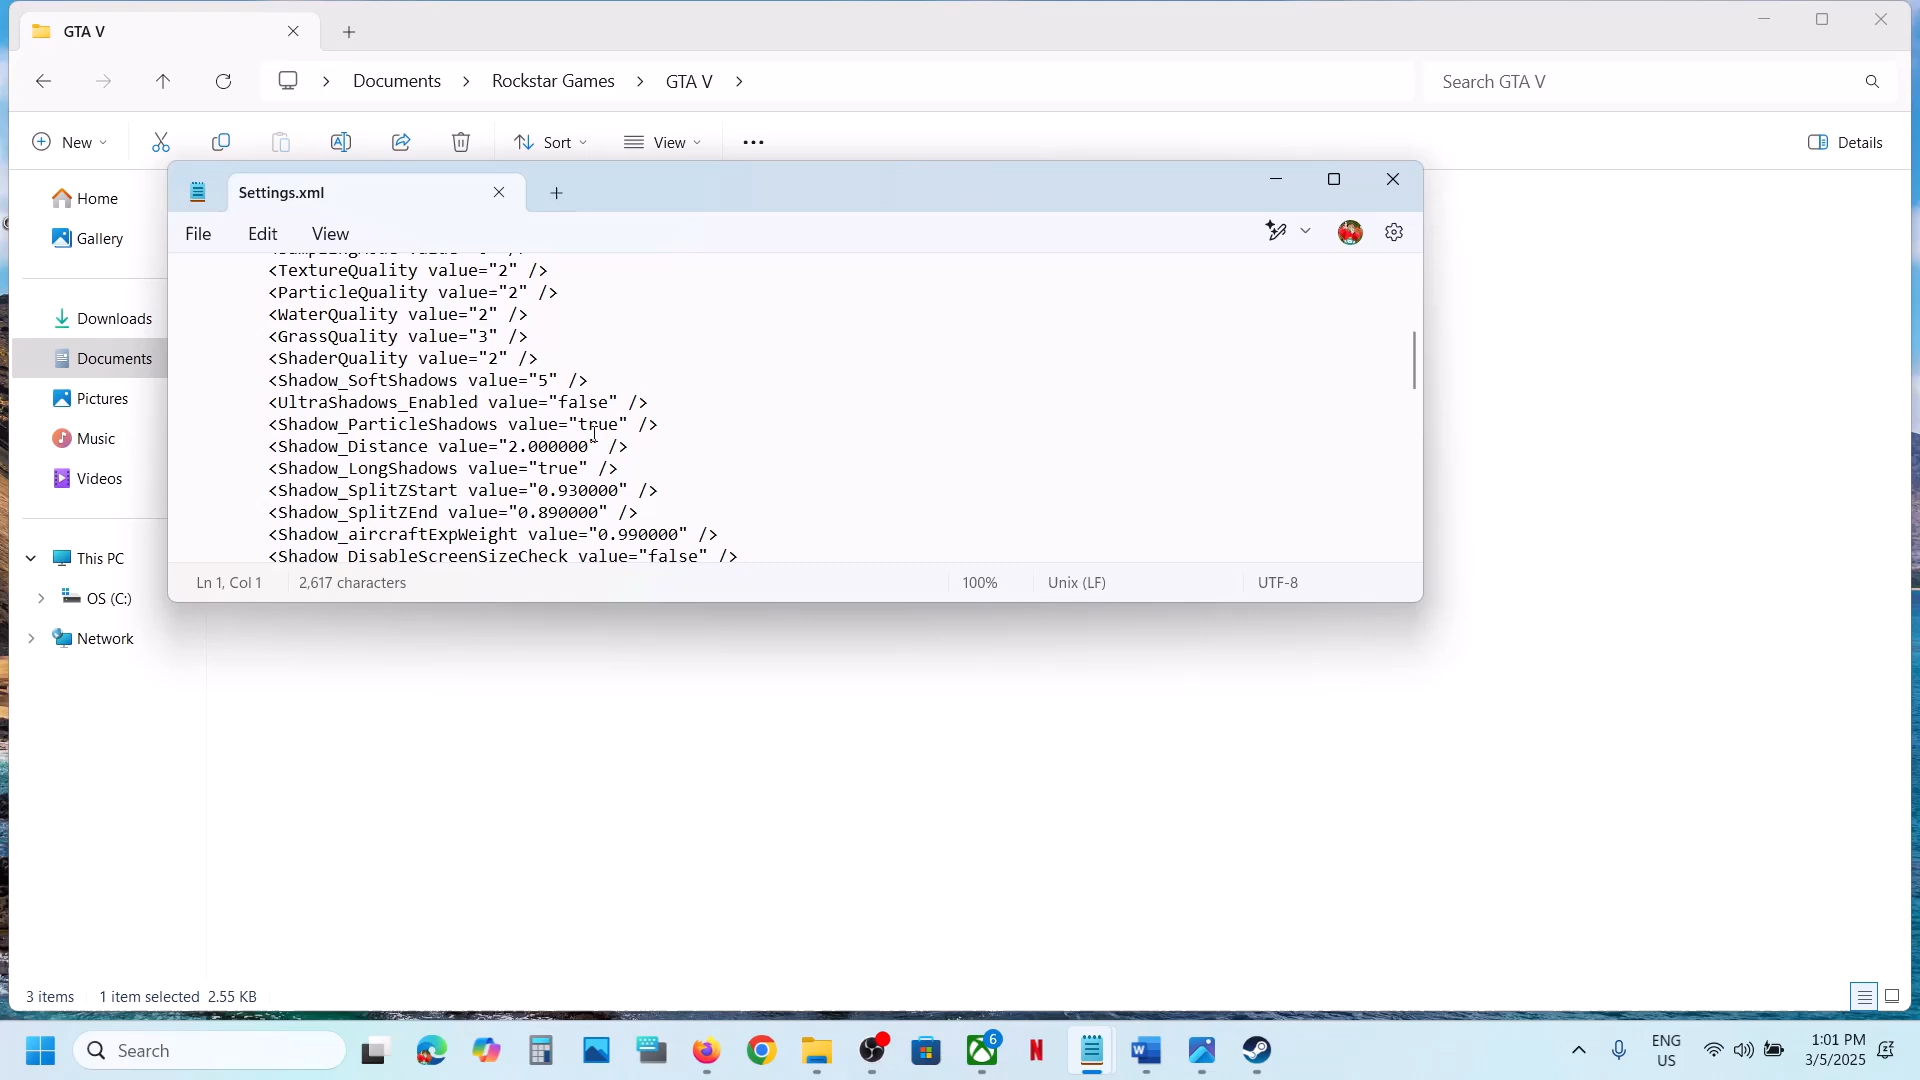 GTA V
Documents
Rockstar Games
GTA V
Search GTA V
New
Sort
View
Details
Home
Gallery
Downloads
Documents
Pictures
Music
Videos
This PC
OS (C:)
Network
Settings.xml
File
Edit
View
<TextureQuality value="2" />
<ParticleQuality value="2" />
<WaterQuality value="2" />
<GrassQuality value="3" />
<ShaderQuality value="2" />
<Shadow_SoftShadows value="5" />
<UltraShadows_Enabled value="false" />
<Shadow_ParticleShadows value="true" />
<Shadow_Distance value="2.000000" />
<Shadow_LongShadows value="true" />
<Shadow_SplitZStart value="0.930000" />
<Shadow_SplitZEnd value="0.890000" />
<Shadow_aircraftExpWeight value="0.990000" />
<Shadow_DisableScreenSizeCheck value="false" />
Ln 1, Col 1
2,617 characters
100%
Unix (LF)
UTF-8
3 items
1 item selected 2.55 KB
Search
6
ENG
US
1:01 PM
3/5/2025